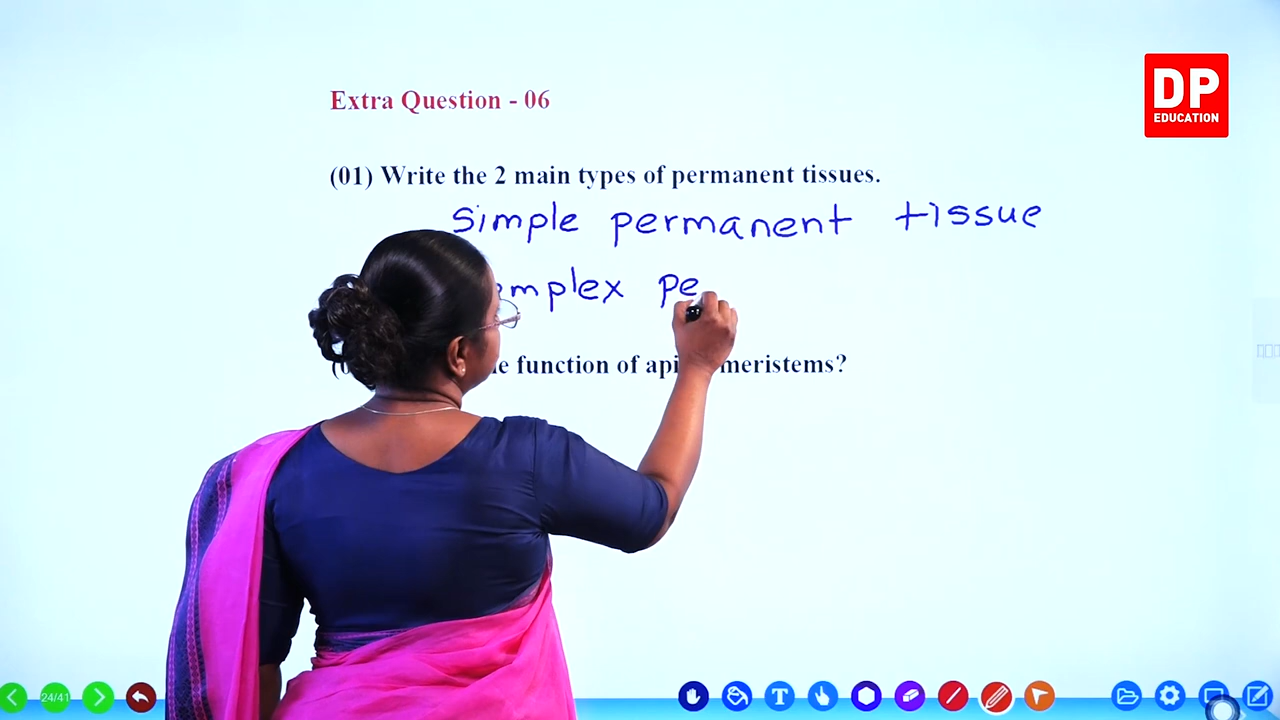 DP
EDUCATION
Extra Question - 06
(01) Write the 2 main types of permanent tissues.
simple permanent tissue
omplex pe
function of api meristems?
24/41